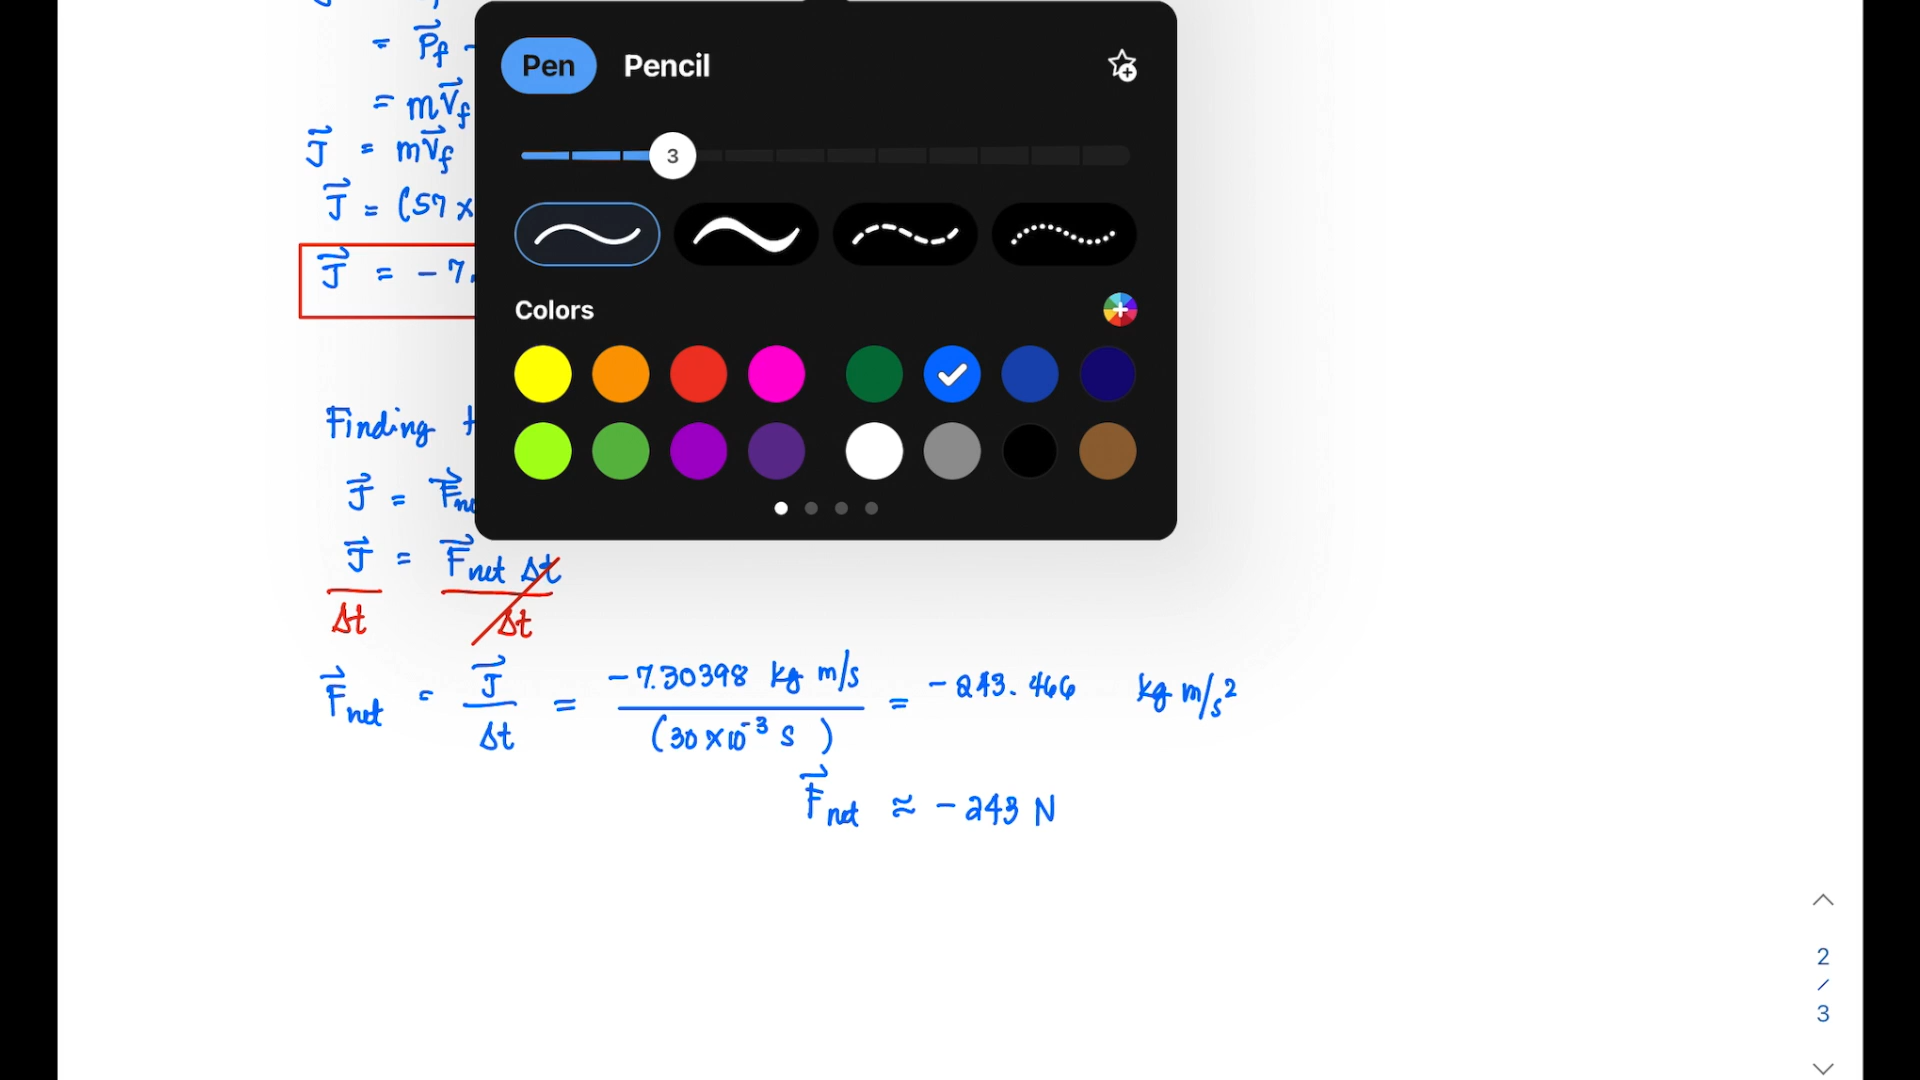 = P⃗f -
= mV⃗f
J⃗ = mV⃗f
J⃗ = (57 x
J⃗ = - 7.
Pen Pencil
3
Colors
Finding
J⃗ = F⃗
J⃗ = F⃗net Δt
Δt Δt
F⃗net = J⃗ / Δt = -7.30398 kg m/s / (30 x 10^-3 s) = -243.466 kg m/s²
F⃗net ≈ -243 N
2
/
3